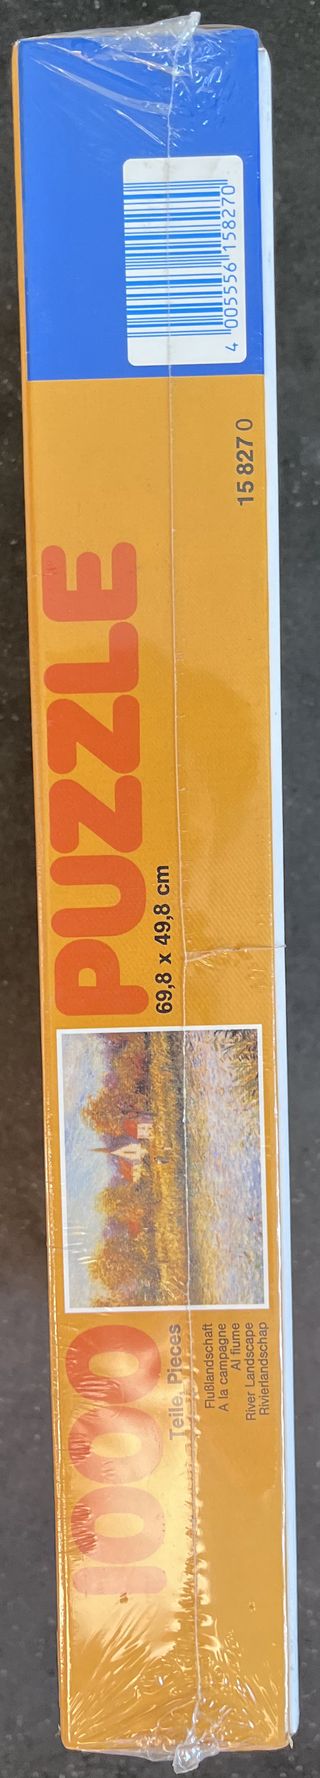 1000
Teile, Pieces
Flußlandschaft
A la campagne
Al fiume
River Landscape
Rivierlandschap
PUZZLE
69,8 x 49,8 cm
15 827 0
4 005556 158270